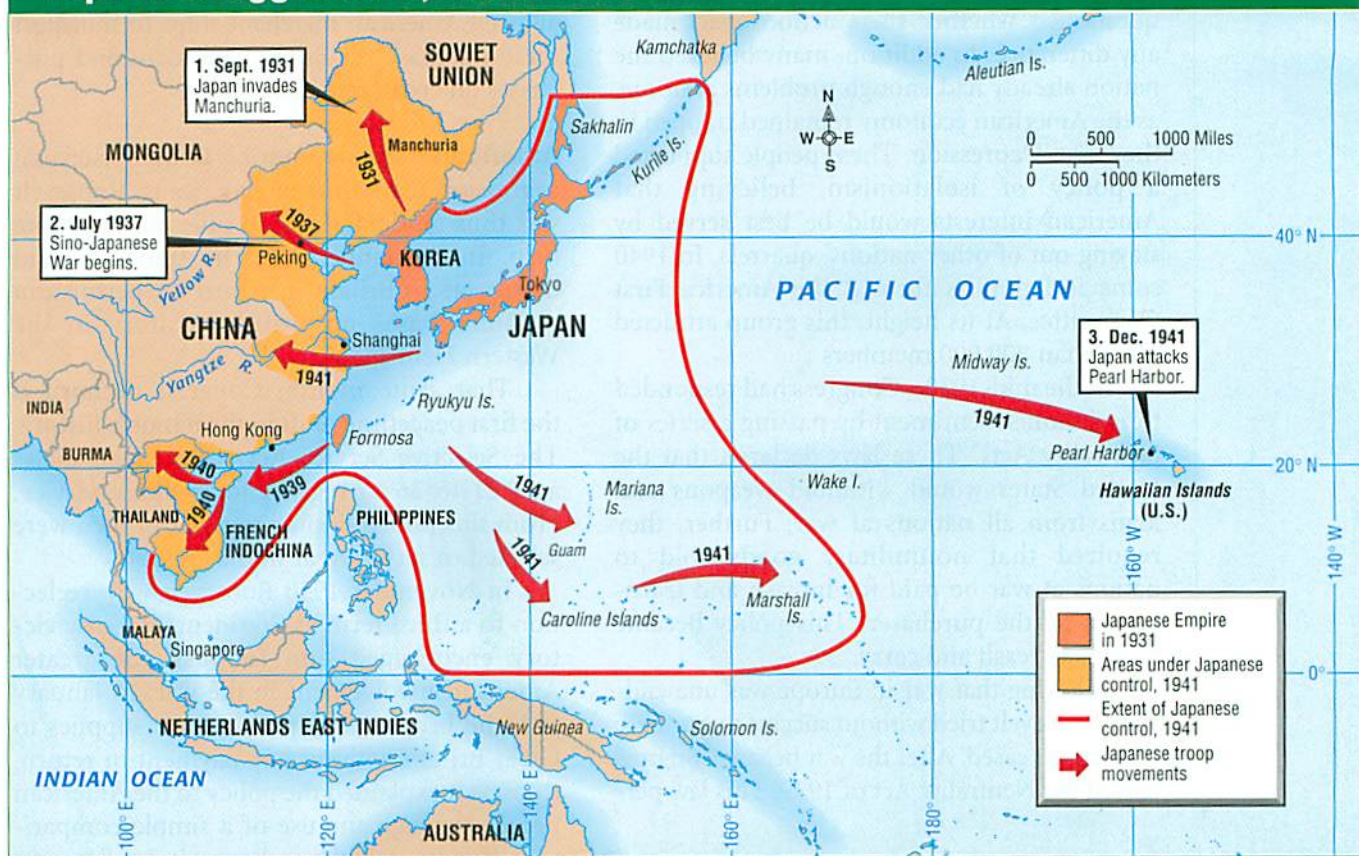 SOVIET
UNION
Kamchatka
Aleutian Is.
1. Sept. 1931
Japan invades
Manchuria.
N
W E
S
0 500 1000 Miles
0 500 1000 Kilometers
Sakhalin
Kurile Is.
MONGOLIA
Manchuria
1931
2. July 1937
Sino-Japanese
War begins.
1937
Peking
KOREA
40° N
Yellow R.
Tokyo
JAPAN
PACIFIC OCEAN
CHINA
Shanghai
1941
Yangtze R.
3. Dec. 1941
Japan attacks
Pearl Harbor.
Midway Is.
1941
INDIA
Ryukyu Is.
Hong Kong
Formosa
BURMA
Pearl Harbor
20° N
1940
1939
Hawaiian Islands
(U.S.)
Wake I.
Mariana
Is.
1941
THAILAND
1940
FRENCH
INDOCHINA
PHILIPPINES
Guam
1941
1941
Marshall
Is.
Caroline Islands
MALAYA
Singapore
0°
NETHERLANDS EAST INDIES
New Guinea
Solomon Is.
INDIAN OCEAN
AUSTRALIA
100° E
120° E
140° E
160° E
180°
160° W
140° W
Japanese Empire
in 1931
Areas under Japanese
control, 1941
Extent of Japanese
control, 1941
Japanese troop
movements